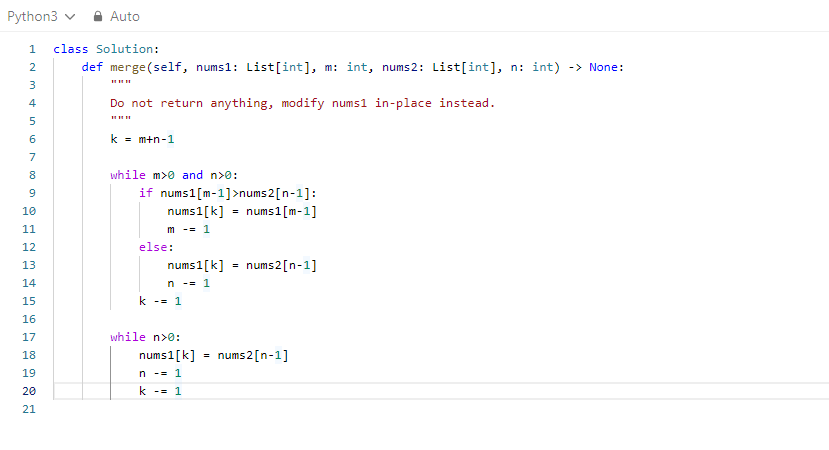 Python3 Auto
1 class Solution:
2     def merge(self, nums1: List[int], m: int, nums2: List[int], n: int) -> None:
3         """
4         Do not return anything, modify nums1 in-place instead.
5         """
6         k = m+n-1
7
8         while m>0 and n>0:
9             if nums1[m-1]>nums2[n-1]:
10                 nums1[k] = nums1[m-1]
11                 m -= 1
12             else:
13                 nums1[k] = nums2[n-1]
14                 n -= 1
15             k -= 1
16
17         while n>0:
18             nums1[k] = nums2[n-1]
19             n -= 1
20             k -= 1
21